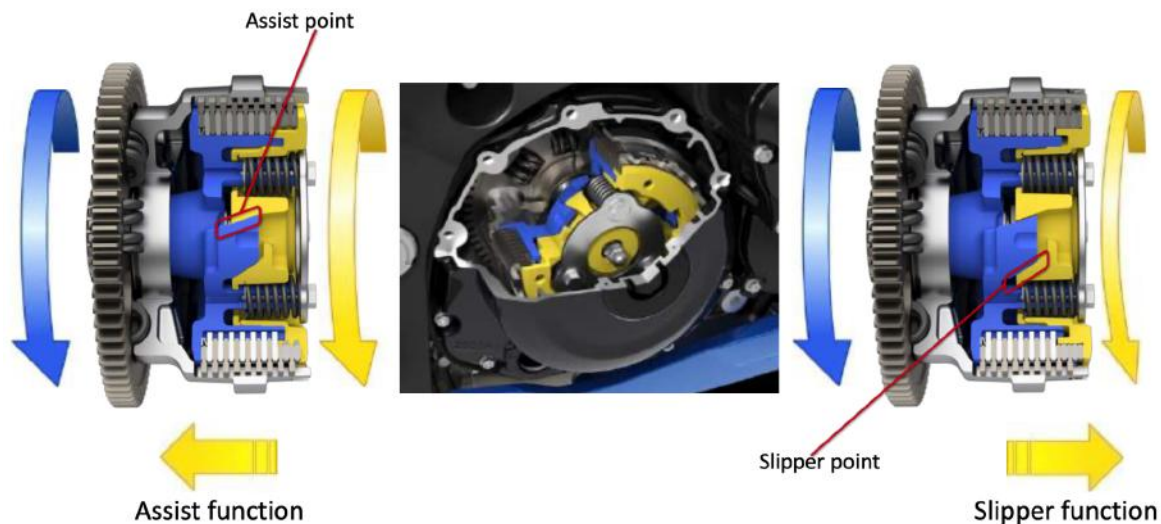 Assist point
Slipper point
Assist function
Slipper function